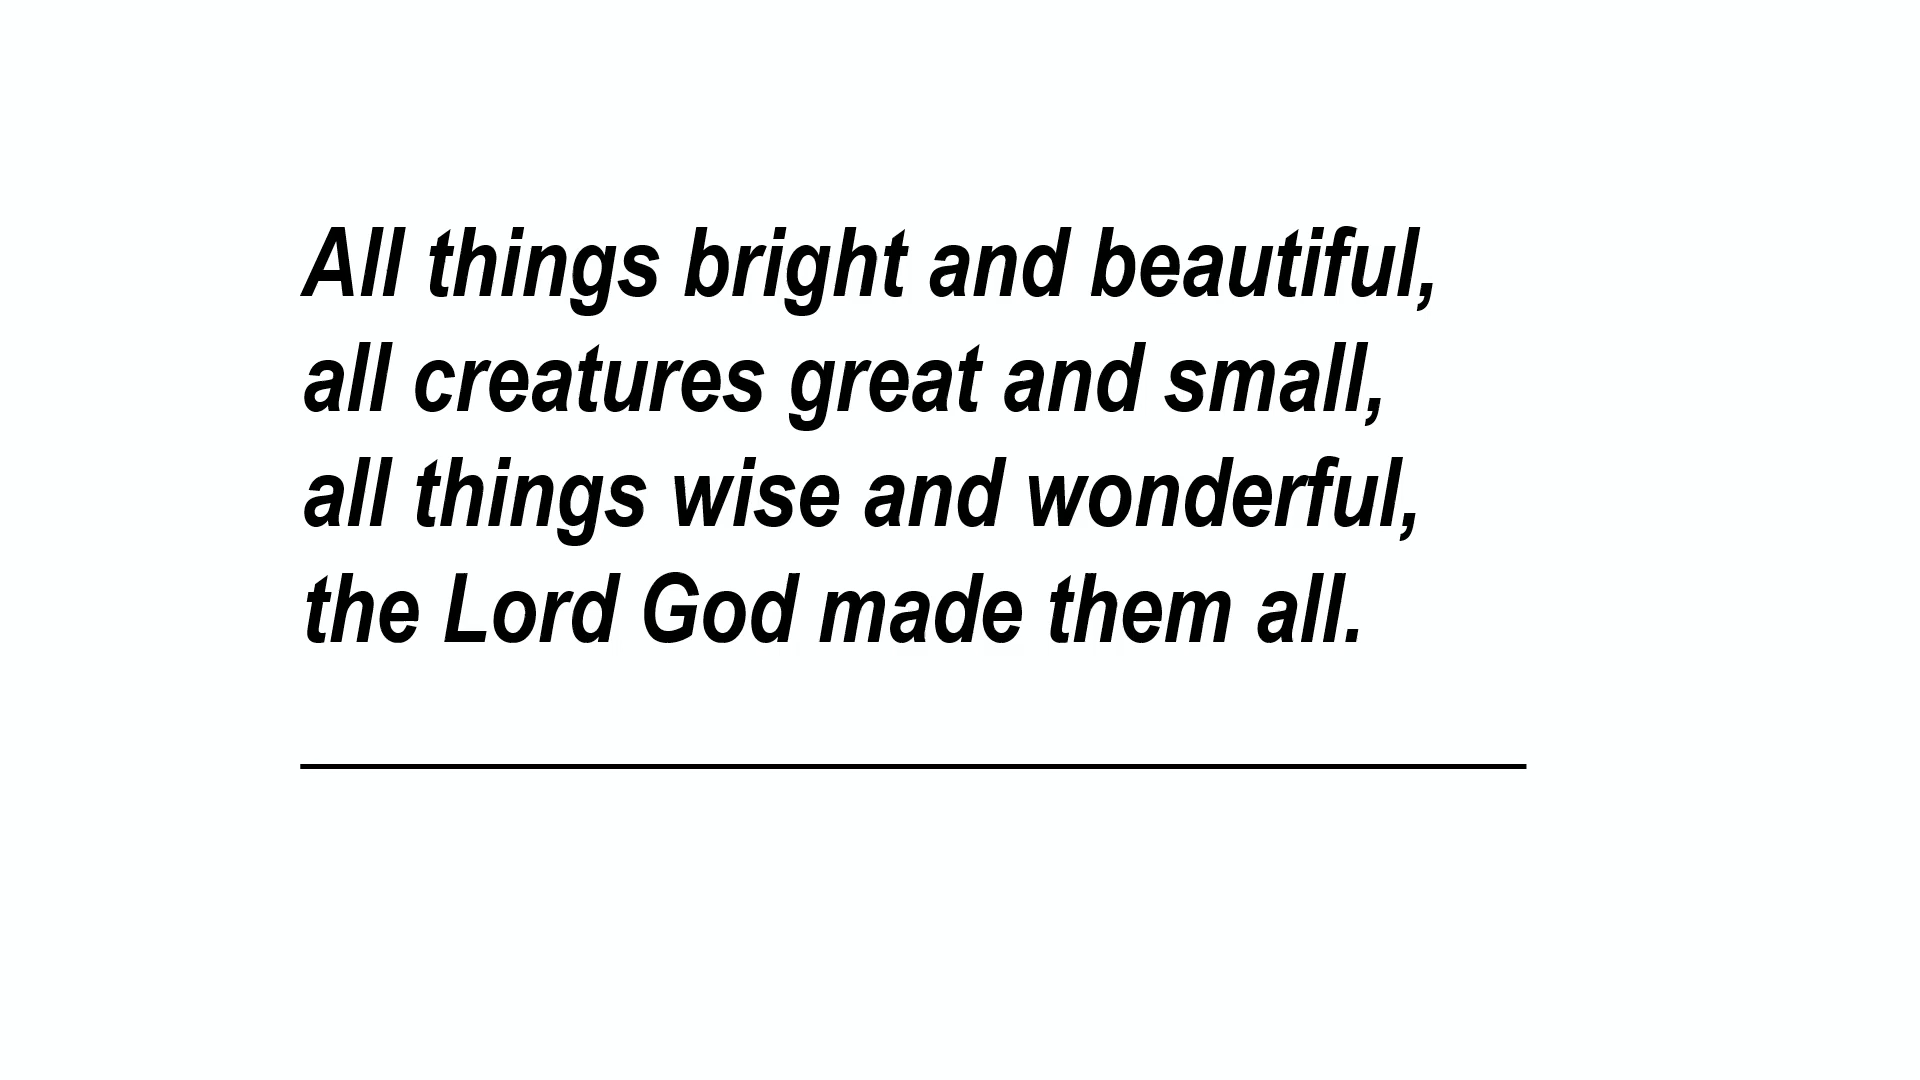 All things bright and beautiful,
all creatures great and small,
all things wise and wonderful,
the Lord God made them all.